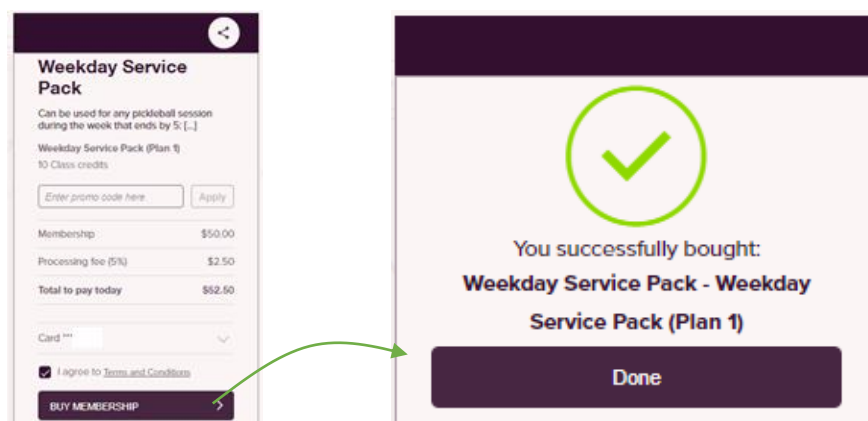 Weekday Service
Pack
Can be used for any pickleball session
during the week that ends by 5: [...]
Weekday Service Pack (Plan 1)
10 Class credits
Enter promo code here
Apply
Membership $50.00
Processing fee (5%) $2.50
Total to pay today $52.50
Card ***
I agree to Terms and Conditions
BUY MEMBERSHIP
You successfully bought:
Weekday Service Pack - Weekday
Service Pack (Plan 1)
Done